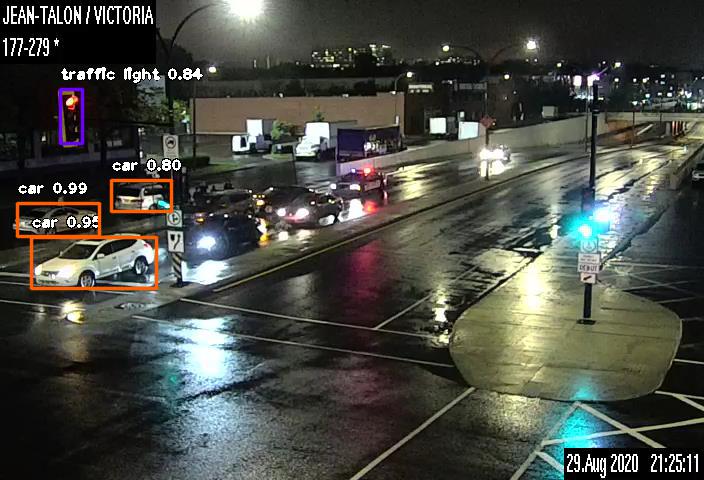 JEAN-TALON / VICTORIA
177-279 *
traffic light 0.84
car 0.80
car 0.99
car 0.95
DÉBUT
29.Aug 2020 21:25:11